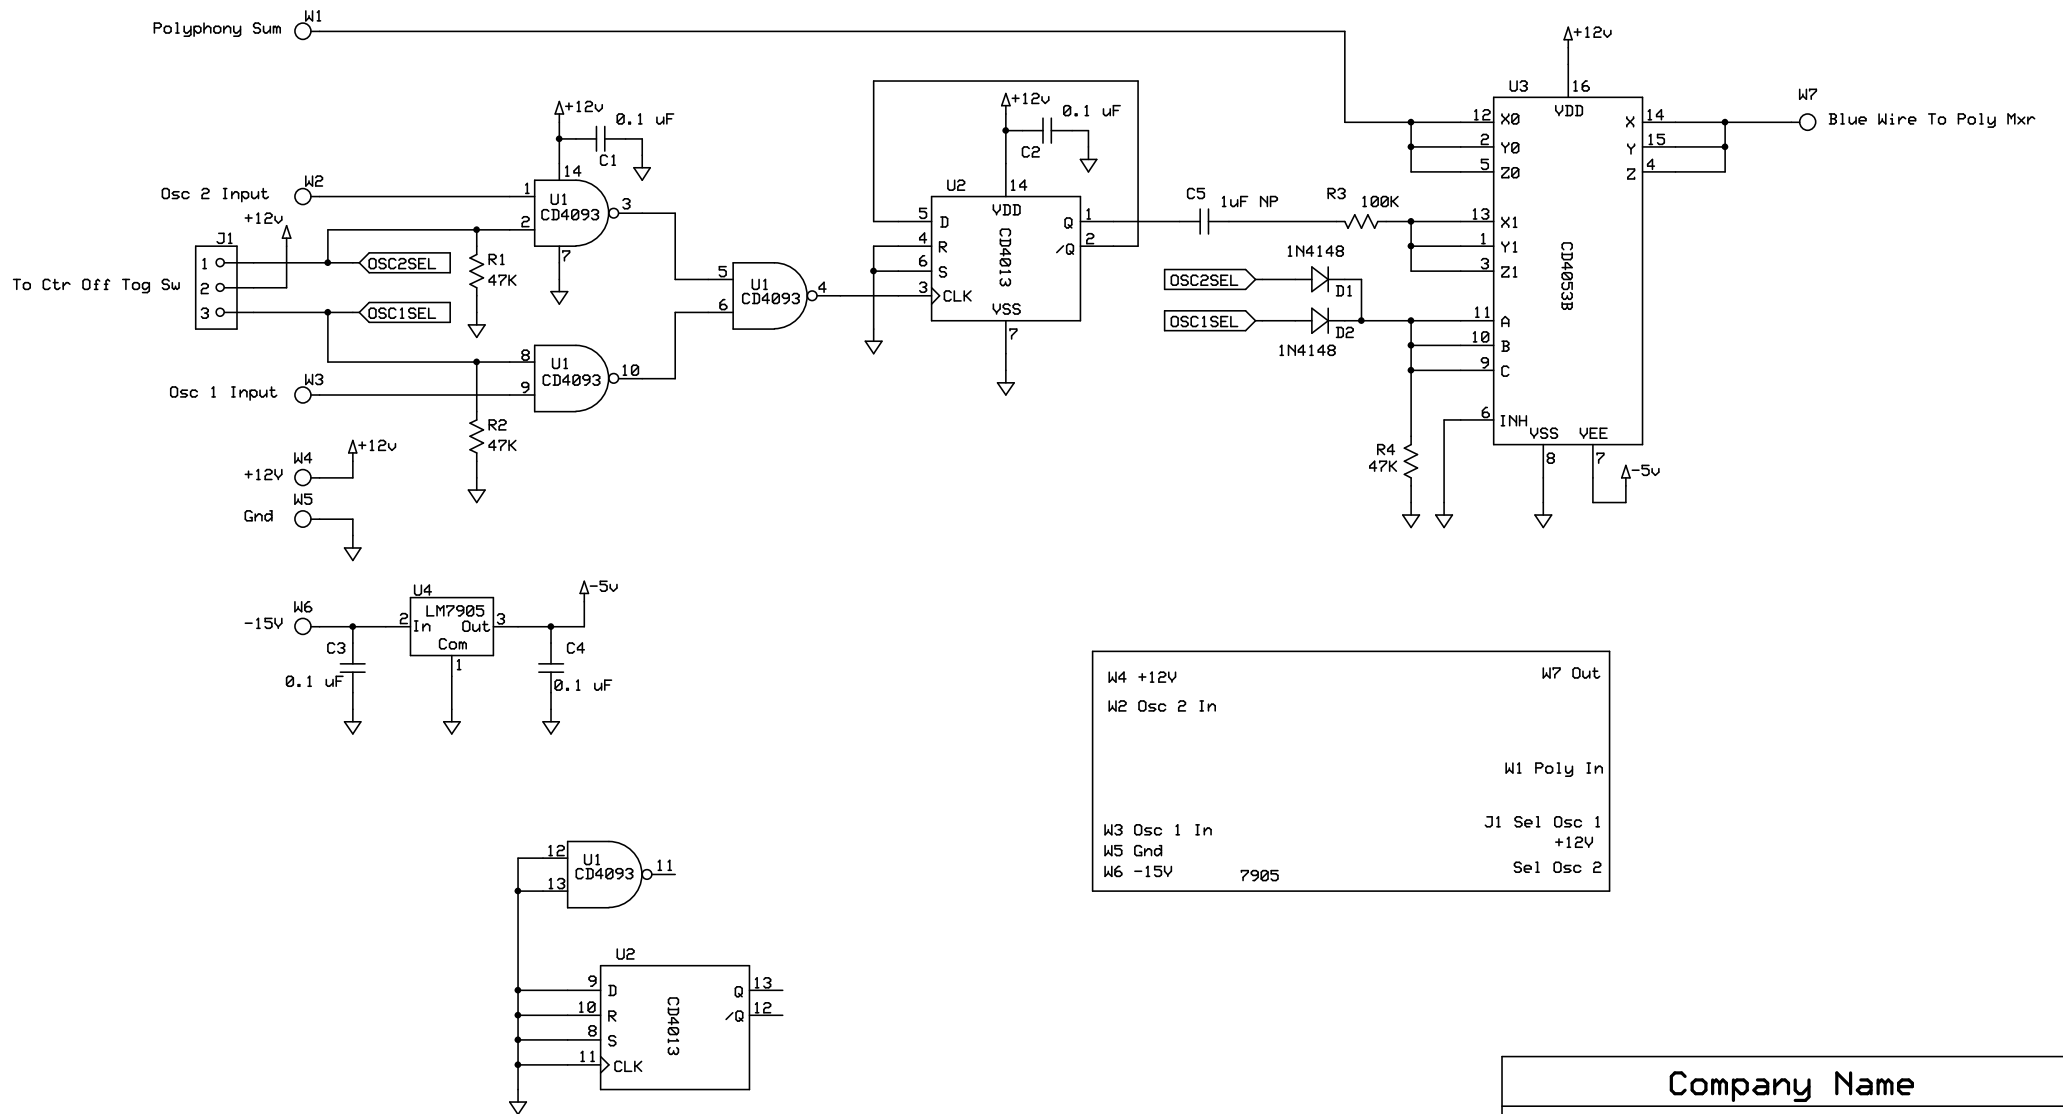 W1
Polyphony Sum
+12v
0.1 uF
C1
14
W2
Osc 2 Input
1
U1
CD4093
3
2
7
+12v
J1
1
OSC2SEL
R1
47K
To Ctr Off Tog Sw
2
3
OSC1SEL
8
U1
CD4093
10
9
W3
Osc 1 Input
R2
47K
5
U1
CD4093
4
6
+12v
0.1 uF
C2
14
U2
VDD
5 D
Q 1
4 R
/Q 2
6 S
CD4013
3 CLK
VSS
7
C5
1uF NP
R3
100K
1N4148
OSC2SEL
D1
OSC1SEL
D2
1N4148
+12v
U3
16
VDD
12 X0
X 14
2 Y0
Y 15
5 Z0
Z 4
13 X1
1 Y1
3 Z1
CD4053B
11 A
10 B
9 C
6 INH
VSS
VEE
8
7
-5v
R4
47K
W7
Blue Wire To Poly Mxr
W4
+12V
+12v
W5
Gnd
W6
-15V
U4
LM7905
2 In
Out 3
Com
1
-5v
C3
0.1 uF
C4
0.1 uF
W4 +12V
W7 Out
W2 Osc 2 In
W1 Poly In
W3 Osc 1 In
J1 Sel Osc 1
W5 Gnd
+12V
W6 -15V
7905
Sel Osc 2
12
U1
CD4093
11
13
U2
9 D
Q 13
10 R
/Q 12
8 S
CD4013
11 CLK
Company Name